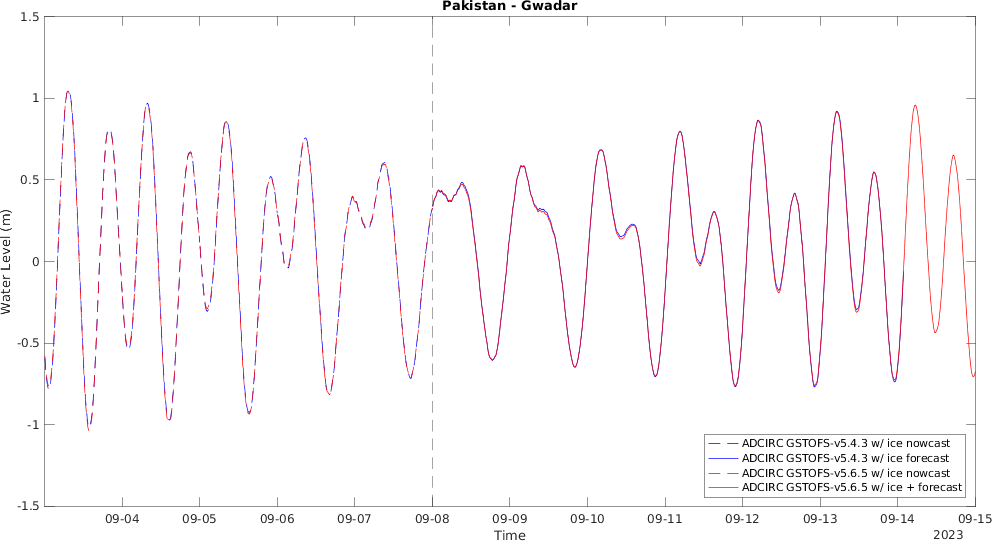 Pakistan - Gwadar
1.5
1
0.5
0
-0.5
-1
-1.5
Water Level (m)
ADCIRC GSTOFS-v5.4.3 w/ ice nowcast
ADCIRC GSTOFS-v5.4.3 w/ ice forecast
ADCIRC GSTOFS-v5.6.5 w/ ice nowcast
ADCIRC GSTOFS-v5.6.5 w/ ice + forecast
09-04 09-05 09-06 09-07 09-08 09-09 09-10 09-11 09-12 09-13 09-14 09-15
Time
2023